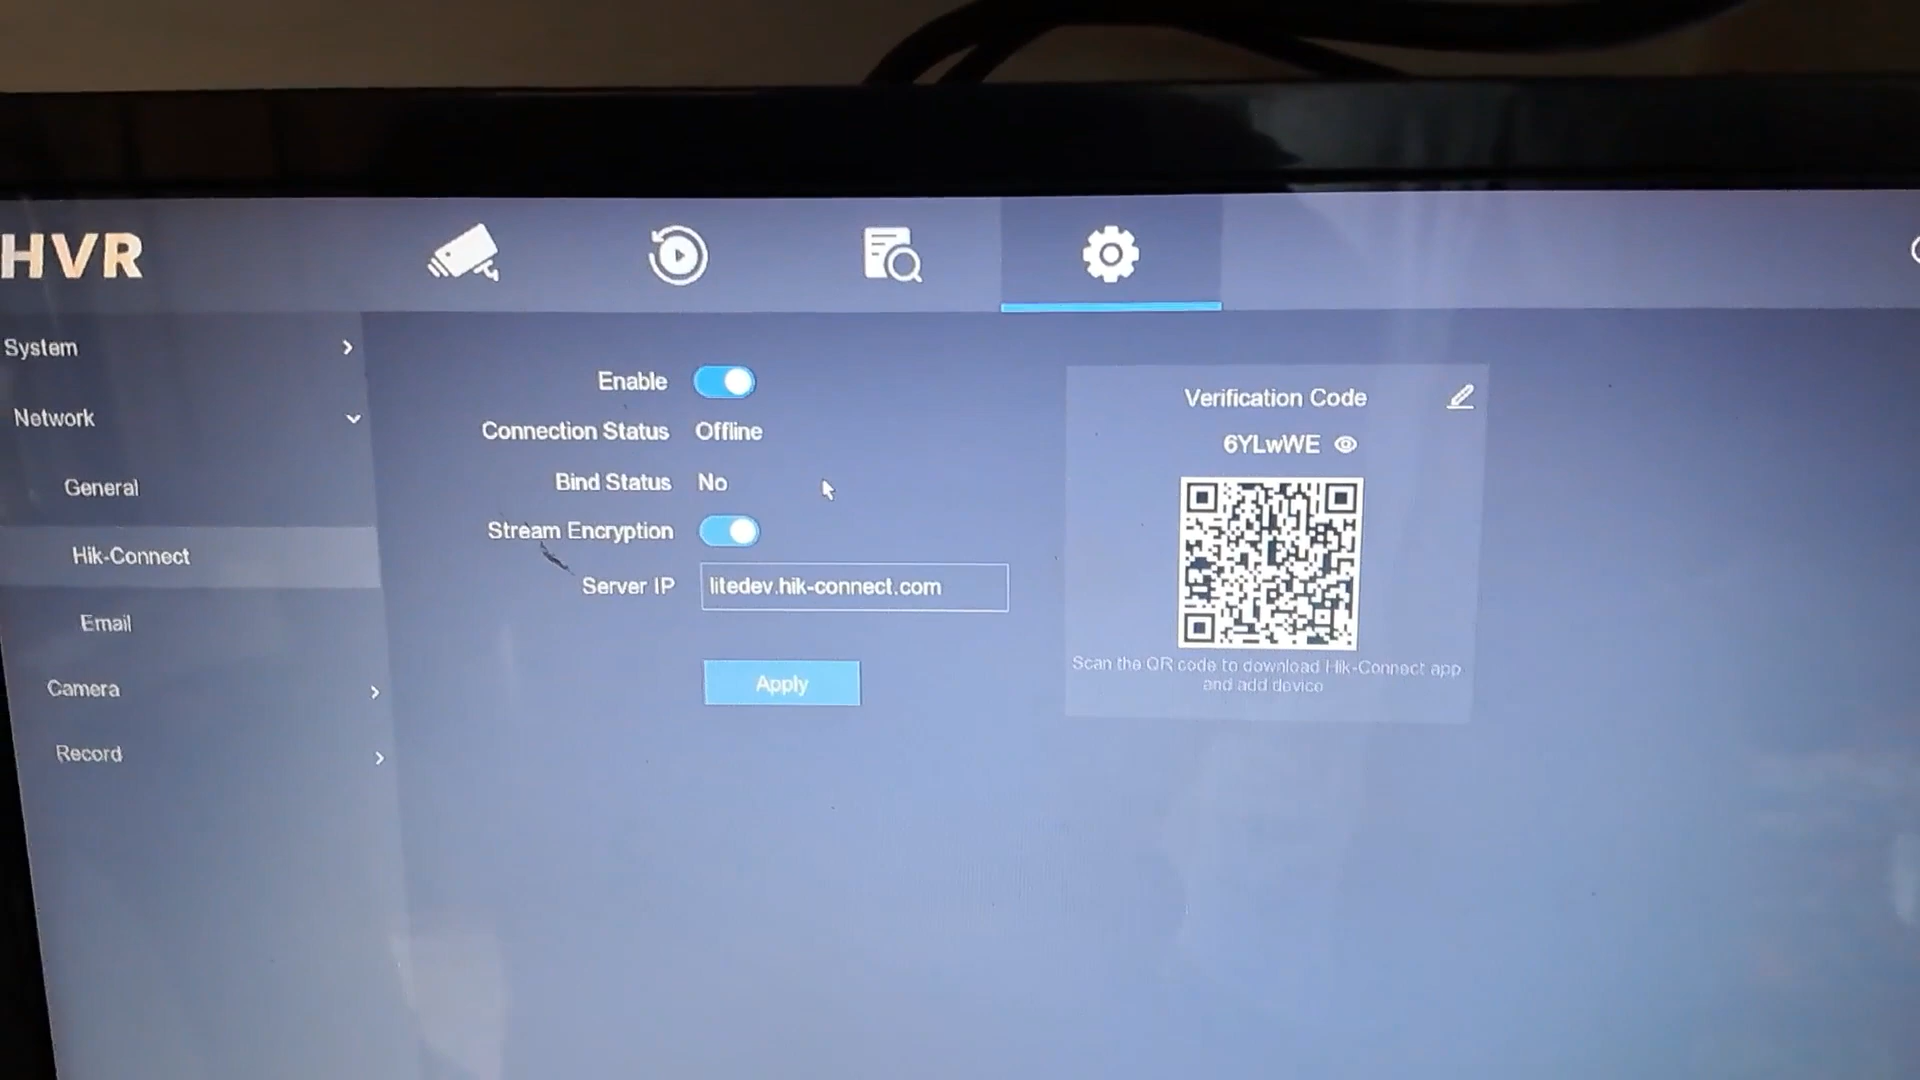 HVR
System
Network
General
Hik-Connect
Email
Camera
Record
Enable
Connection Status Offline
Bind Status No
Stream Encryption
Server IP litedev.hik-connect.com
Apply
Verification Code
6YLwWE
Scan the QR code to download Hik-Connect app
and add device